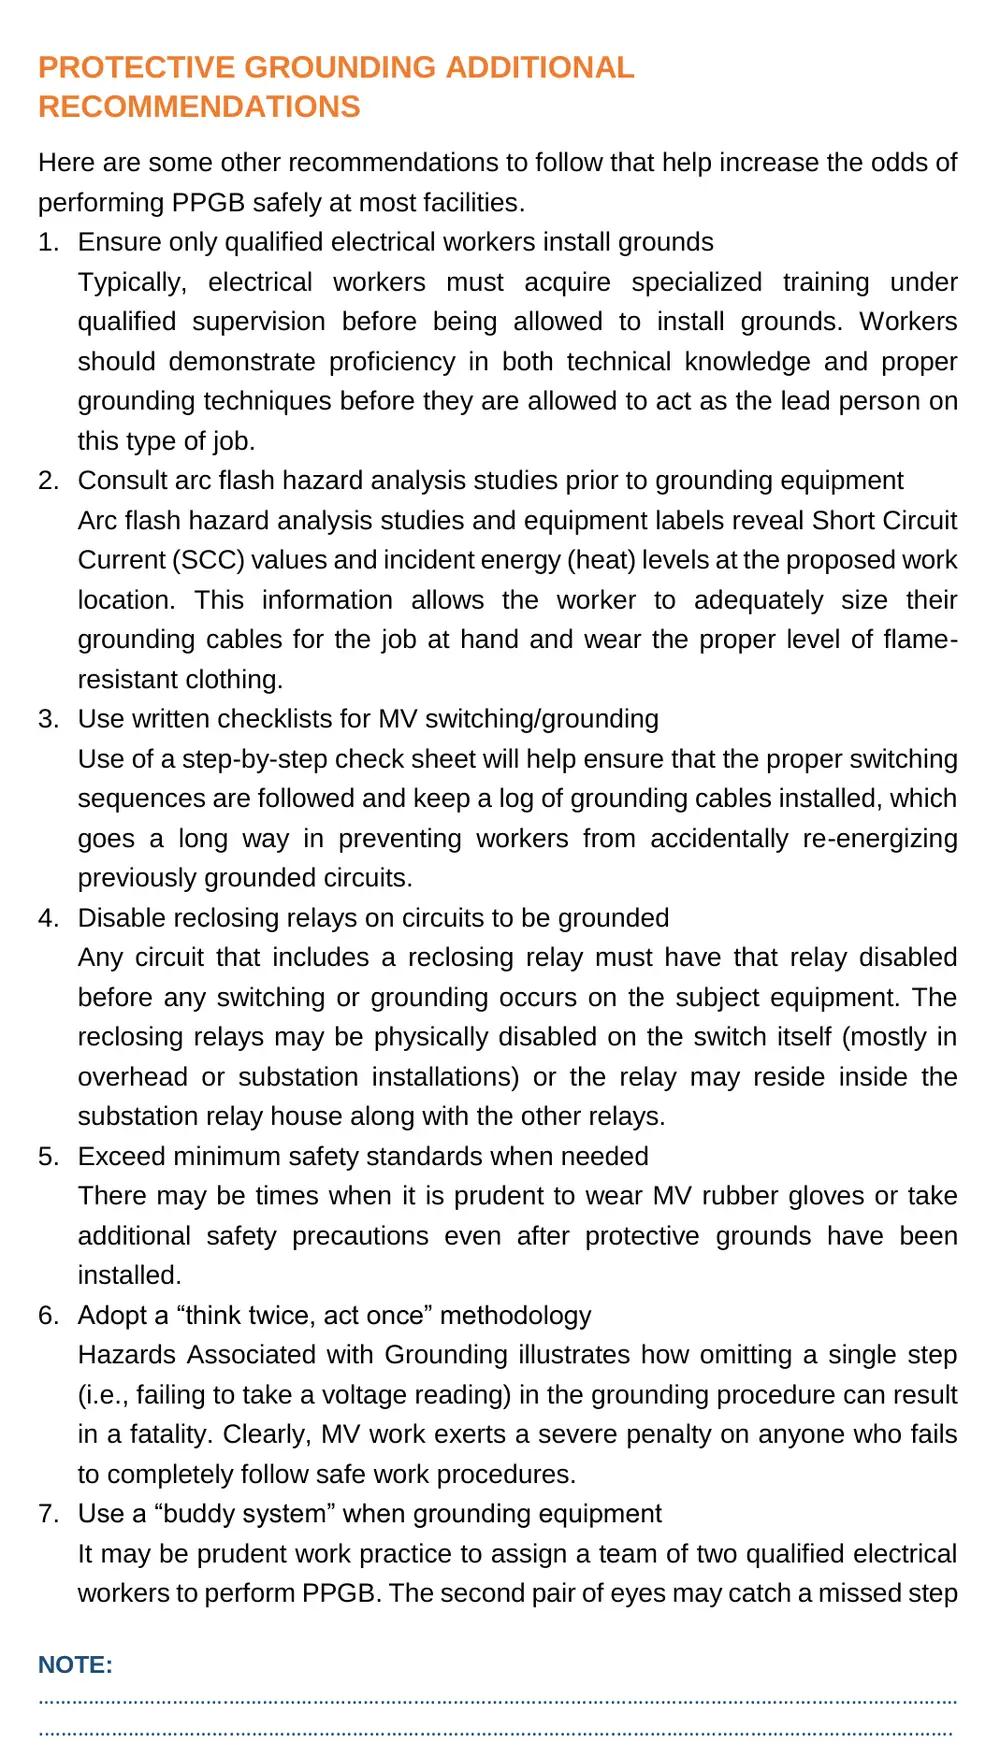 PROTECTIVE GROUNDING ADDITIONAL
RECOMMENDATIONS
Here are some other recommendations to follow that help increase the odds of
performing PPGB safely at most facilities.
1. Ensure only qualified electrical workers install grounds
Typically, electrical workers must acquire specialized training under
qualified supervision before being allowed to install grounds. Workers
should demonstrate proficiency in both technical knowledge and proper
grounding techniques before they are allowed to act as the lead person on
this type of job.
2. Consult arc flash hazard analysis studies prior to grounding equipment
Arc flash hazard analysis studies and equipment labels reveal Short Circuit
Current (SCC) values and incident energy (heat) levels at the proposed work
location. This information allows the worker to adequately size their
grounding cables for the job at hand and wear the proper level of flame-
resistant clothing.
3. Use written checklists for MV switching/grounding
Use of a step-by-step check sheet will help ensure that the proper switching
sequences are followed and keep a log of grounding cables installed, which
goes a long way in preventing workers from accidentally re-energizing
previously grounded circuits.
4. Disable reclosing relays on circuits to be grounded
Any circuit that includes a reclosing relay must have that relay disabled
before any switching or grounding occurs on the subject equipment. The
reclosing relays may be physically disabled on the switch itself (mostly in
overhead or substation installations) or the relay may reside inside the
substation relay house along with the other relays.
5. Exceed minimum safety standards when needed
There may be times when it is prudent to wear MV rubber gloves or take
additional safety precautions even after protective grounds have been
installed.
6. Adopt a “think twice, act once” methodology
Hazards Associated with Grounding illustrates how omitting a single step
(i.e., failing to take a voltage reading) in the grounding procedure can result
in a fatality. Clearly, MV work exerts a severe penalty on anyone who fails
to completely follow safe work procedures.
7. Use a “buddy system” when grounding equipment
It may be prudent work practice to assign a team of two qualified electrical
workers to perform PPGB. The second pair of eyes may catch a missed step
NOTE:
………………………………………………………………………………………………………………
………………………………………………………………………………………………………………